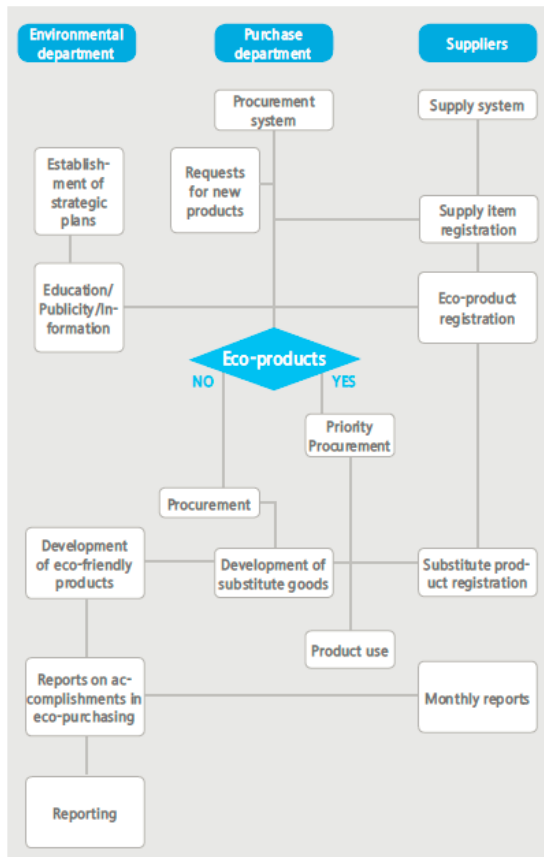 Environmental
department
Purchase
department
Suppliers
Procurement
system
Supply system
Establish-
ment of
strategic
plans
Requests
for new
products
Supply item
registration
Education/
Publicity/In-
formation
Eco-product
registration
Eco-products
NO
YES
Priority
Procurement
Procurement
Development
of eco-friendly
products
Development of
substitute goods
Substitute prod-
uct registration
Product use
Reports on ac-
complishments in
eco-purchasing
Monthly reports
Reporting